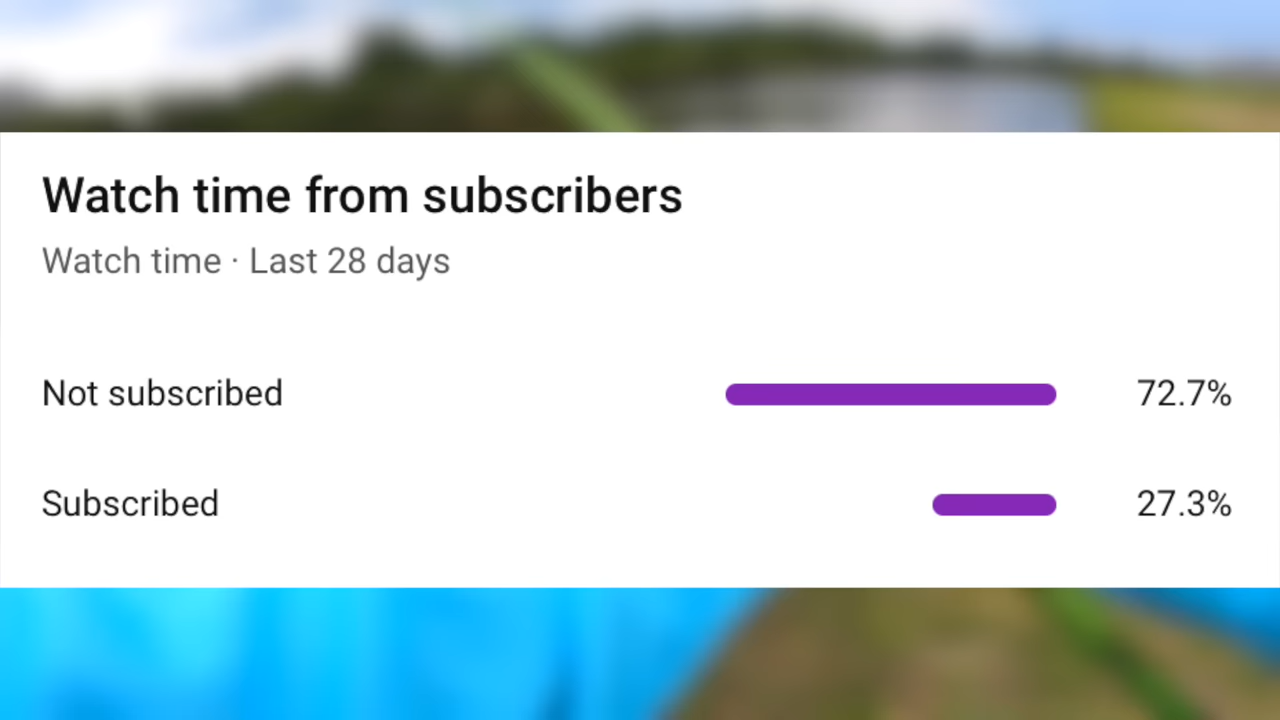 Watch time from subscribers
Watch time · Last 28 days
Not subscribed 72.7%
Subscribed 27.3%